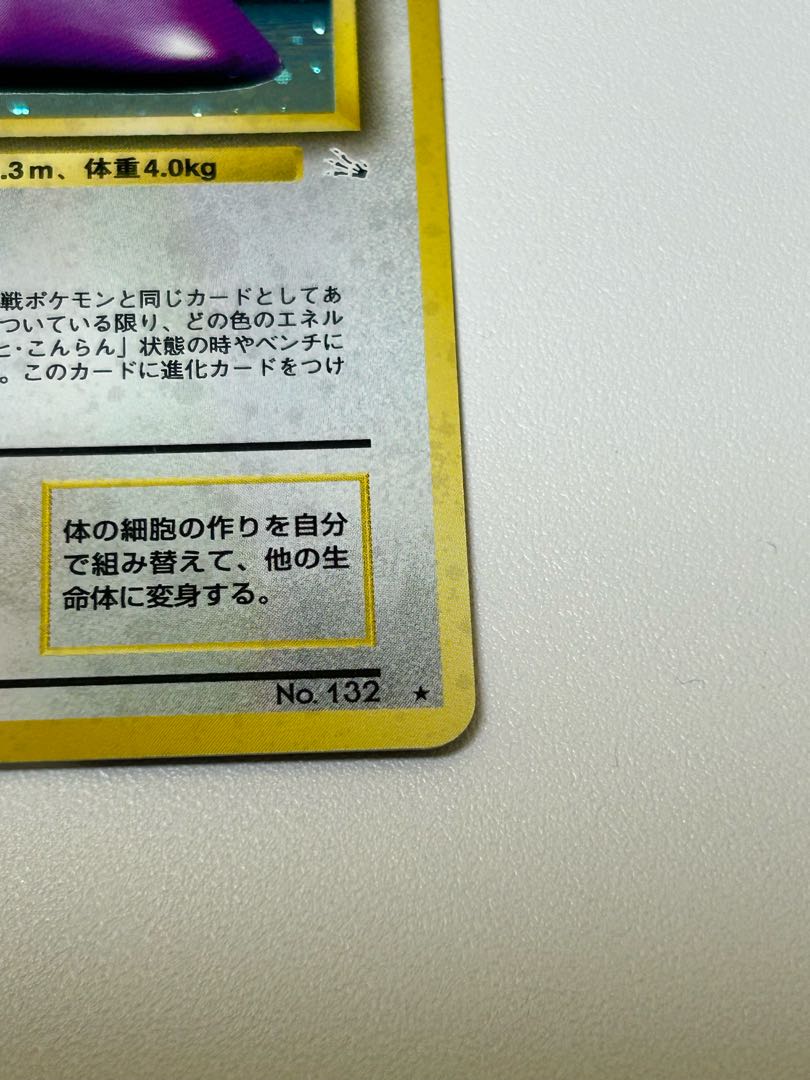 .3m、体重4.0kg
戦ポケモンと同じカードとしてあ
ついている限り、どの色のエネル
・こんらん」状態の時やベンチに
。このカードに進化カードをつけ
体の細胞の作りを自分
で組み替えて、他の生
命体に変身する。
No. 132 ★